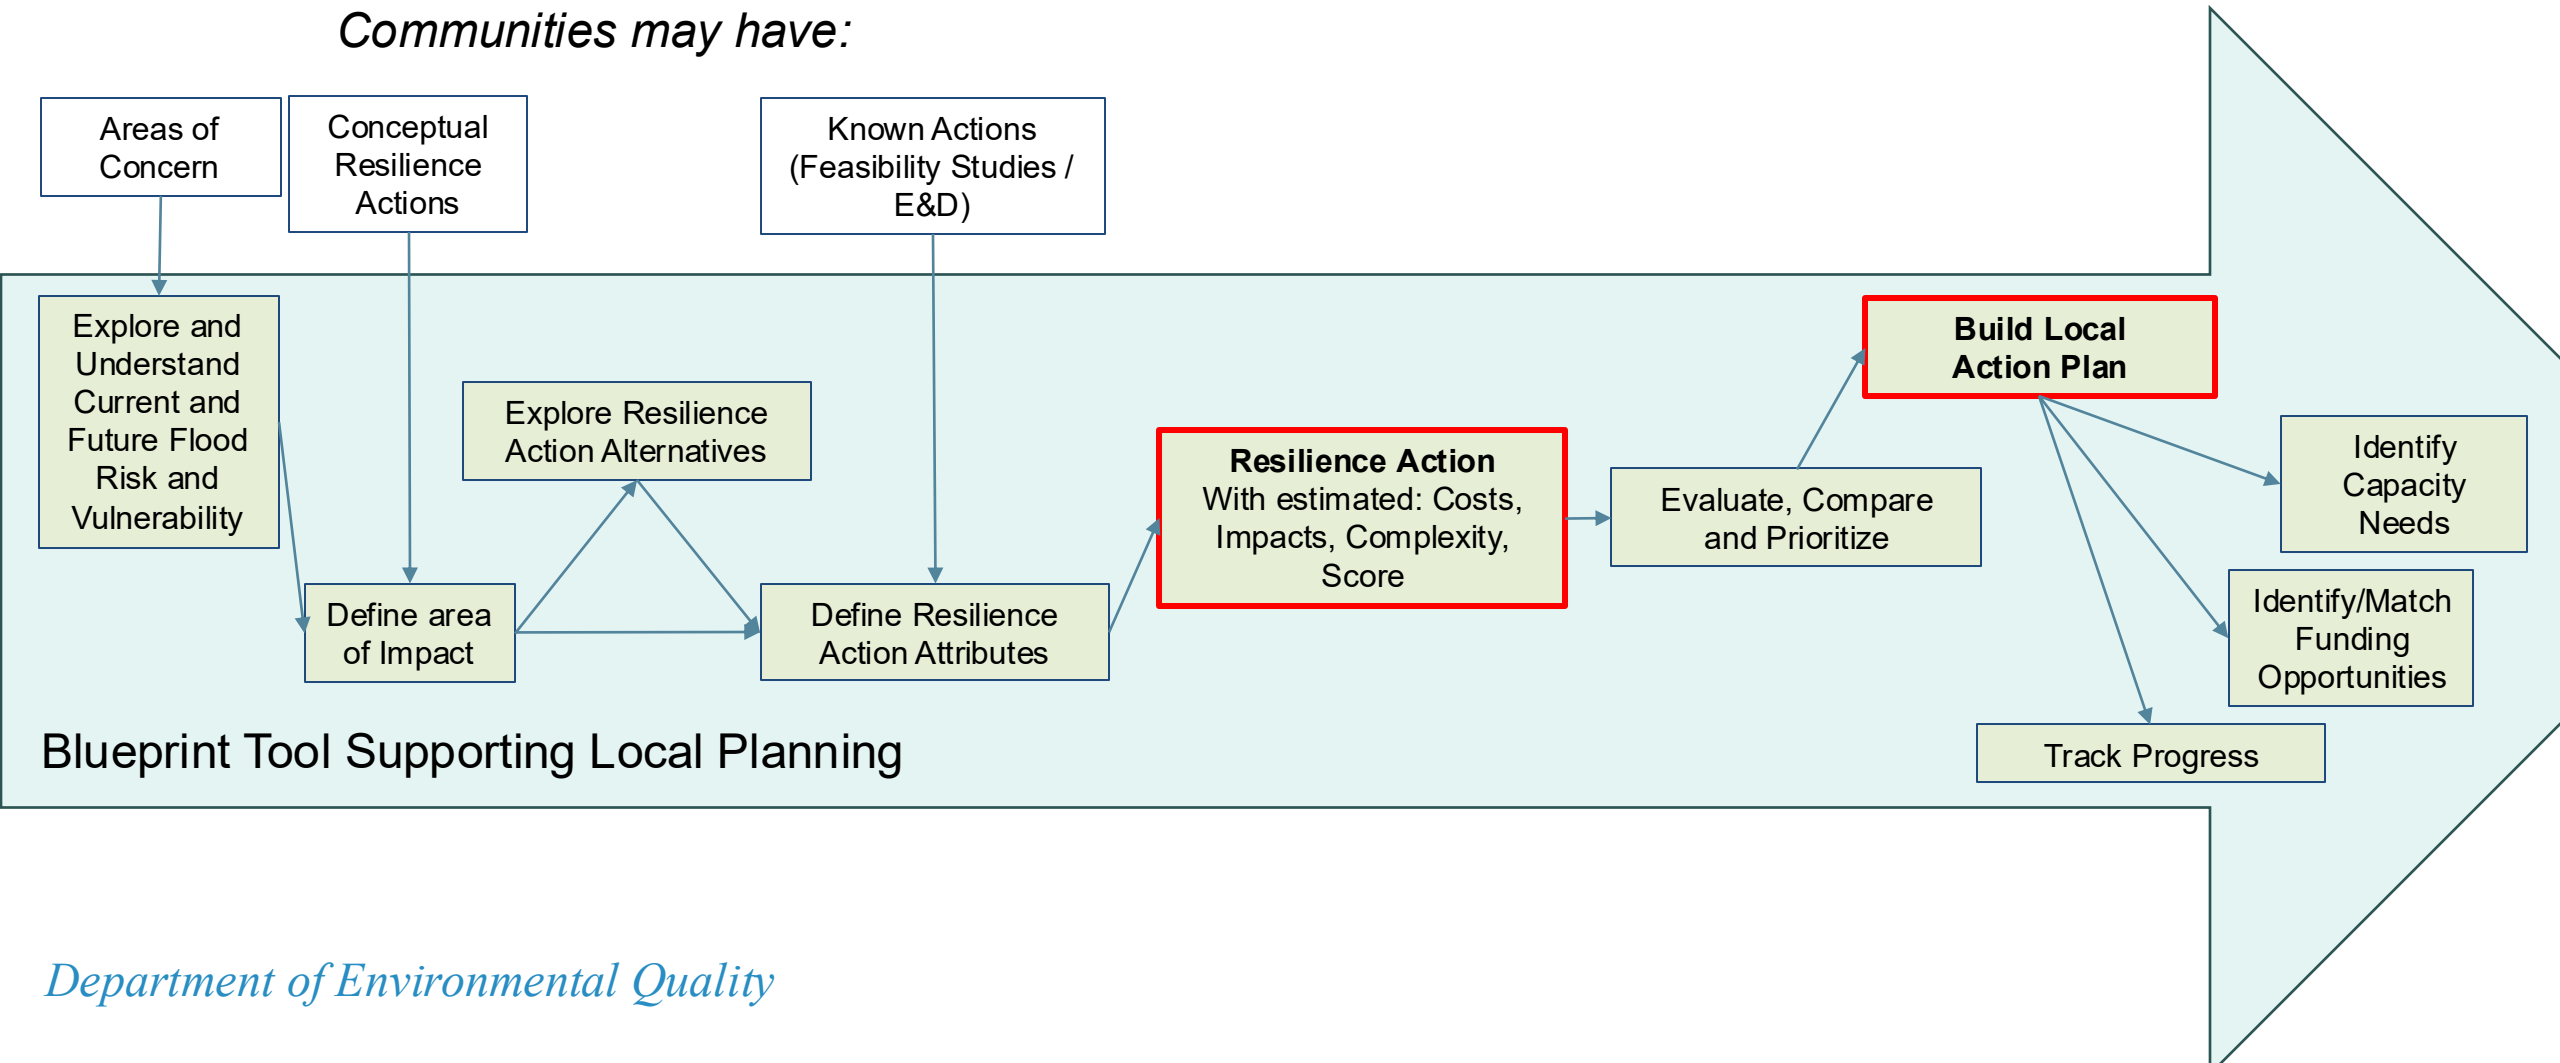 Communities may have:
Areas of
Concern
Conceptual
Resilience
Actions
Known Actions
(Feasibility Studies /
E&D)
Explore and
Understand
Current and
Future Flood
Risk and
Vulnerability
Define area
of Impact
Explore Resilience
Action Alternatives
Define Resilience
Action Attributes
Resilience Action
With estimated: Costs,
Impacts, Complexity,
Score
Evaluate, Compare
and Prioritize
Build Local
Action Plan
Identify
Capacity
Needs
Identify/Match
Funding
Opportunities
Track Progress
Blueprint Tool Supporting Local Planning
Department of Environmental Quality